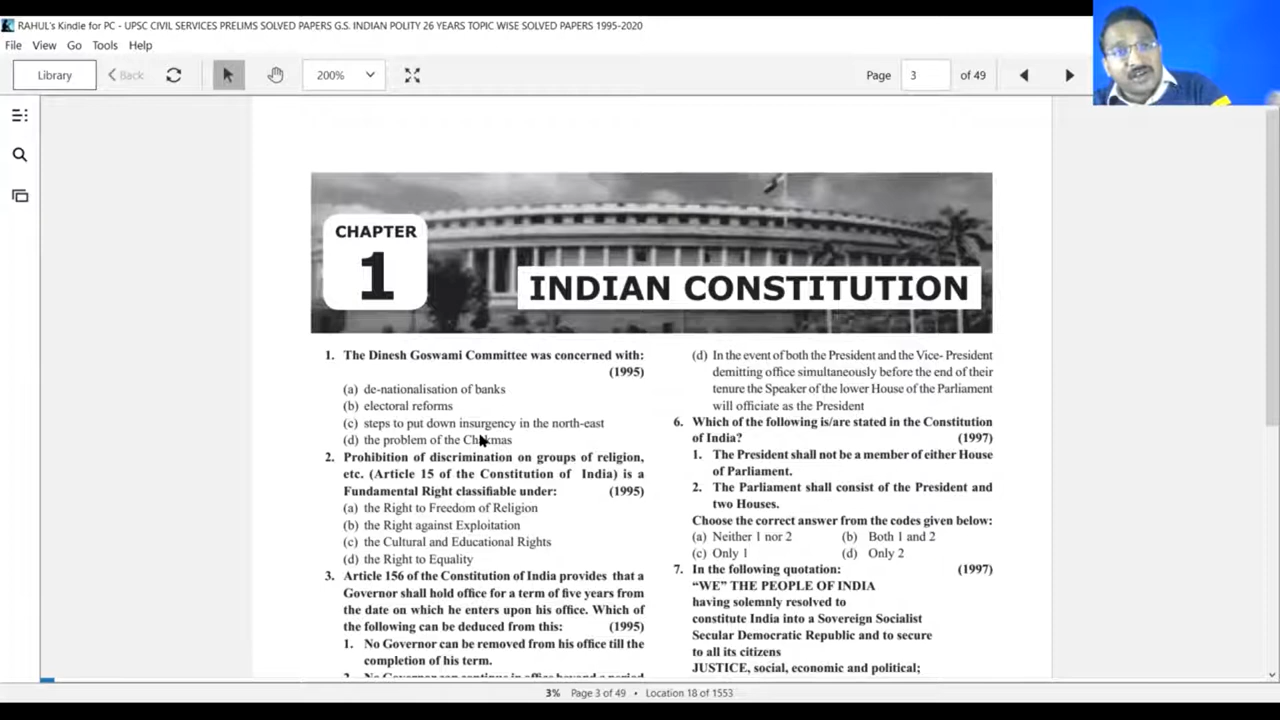 RAHUL's Kindle for PC - UPSC CIVIL SERVICES PRELIMS SOLVED PAPERS G.S. INDIAN POLITY 26 YEARS TOPIC WISE SOLVED PAPERS 1995-2020
File View Go Tools Help
Library Back 200% Page 3 of 49
CHAPTER
1
INDIAN CONSTITUTION
1. The Dinesh Goswami Committee was concerned with:
(1995)
(a) de-nationalisation of banks
(b) electoral reforms
(c) steps to put down insurgency in the north-east
(d) the problem of the Chakmas
2. Prohibition of discrimination on groups of religion,
etc. (Article 15 of the Constitution of India) is a
Fundamental Right classifiable under: (1995)
(a) the Right to Freedom of Religion
(b) the Right against Exploitation
(c) the Cultural and Educational Rights
(d) the Right to Equality
3. Article 156 of the Constitution of India provides that a
Governor shall hold office for a term of five years from
the date on which he enters upon his office. Which of
the following can be deduced from this: (1995)
1. No Governor can be removed from his office till the
completion of his term.
2. No Governor can continue in office beyond a period
(d) In the event of both the President and the Vice- President
demitting office simultaneously before the end of their
tenure the Speaker of the lower House of the Parliament
will officiate as the President
6. Which of the following is/are stated in the Constitution
of India? (1997)
1. The President shall not be a member of either House
of Parliament.
2. The Parliament shall consist of the President and
two Houses.
Choose the correct answer from the codes given below:
(a) Neither 1 nor 2 (b) Both 1 and 2
(c) Only 1 (d) Only 2
7. In the following quotation: (1997)
“WE” THE PEOPLE OF INDIA
having solemnly resolved to
constitute India into a Sovereign Socialist
Secular Democratic Republic and to secure
to all its citizens
JUSTICE, social, economic and political;
3% Page 3 of 49 • Location 18 of 1553